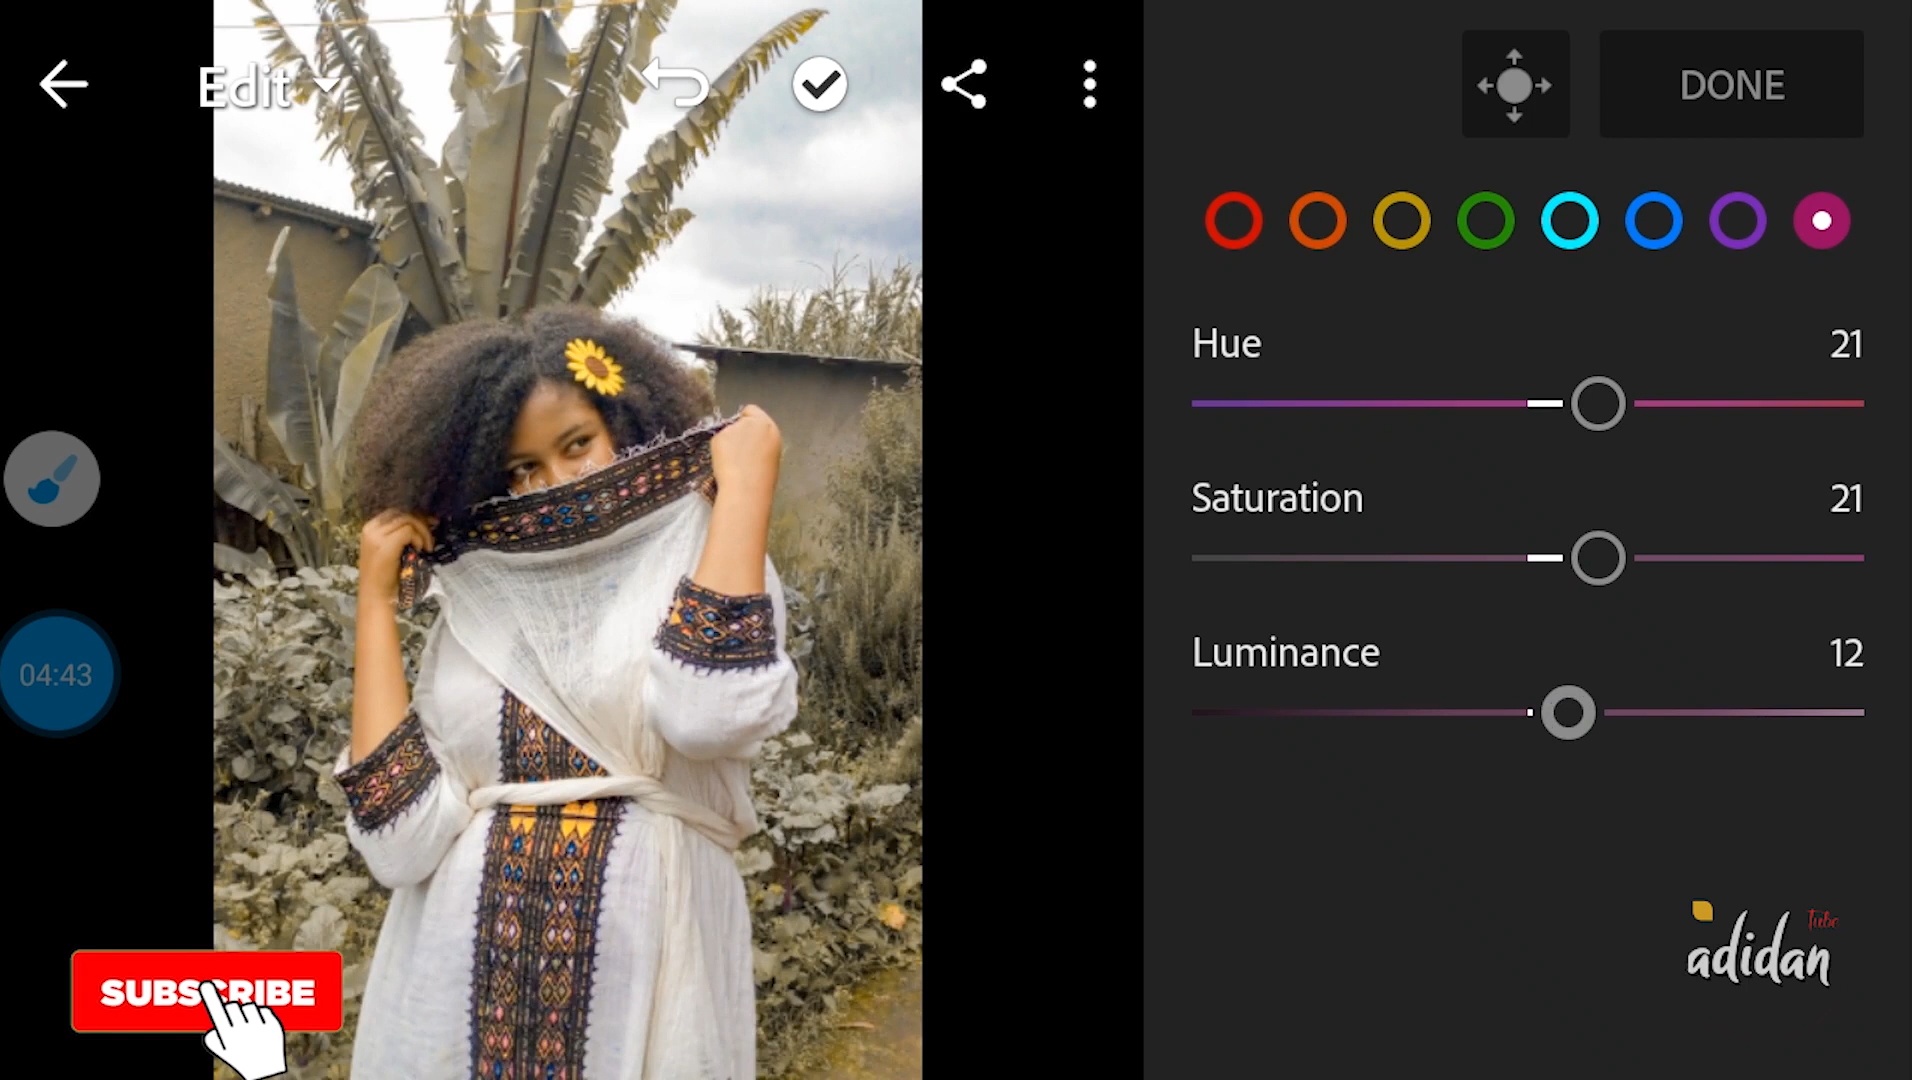 Edit
DONE
Hue 21
Saturation 21
Luminance 12
04:43
SUBSCRIBE
Tube
adidan